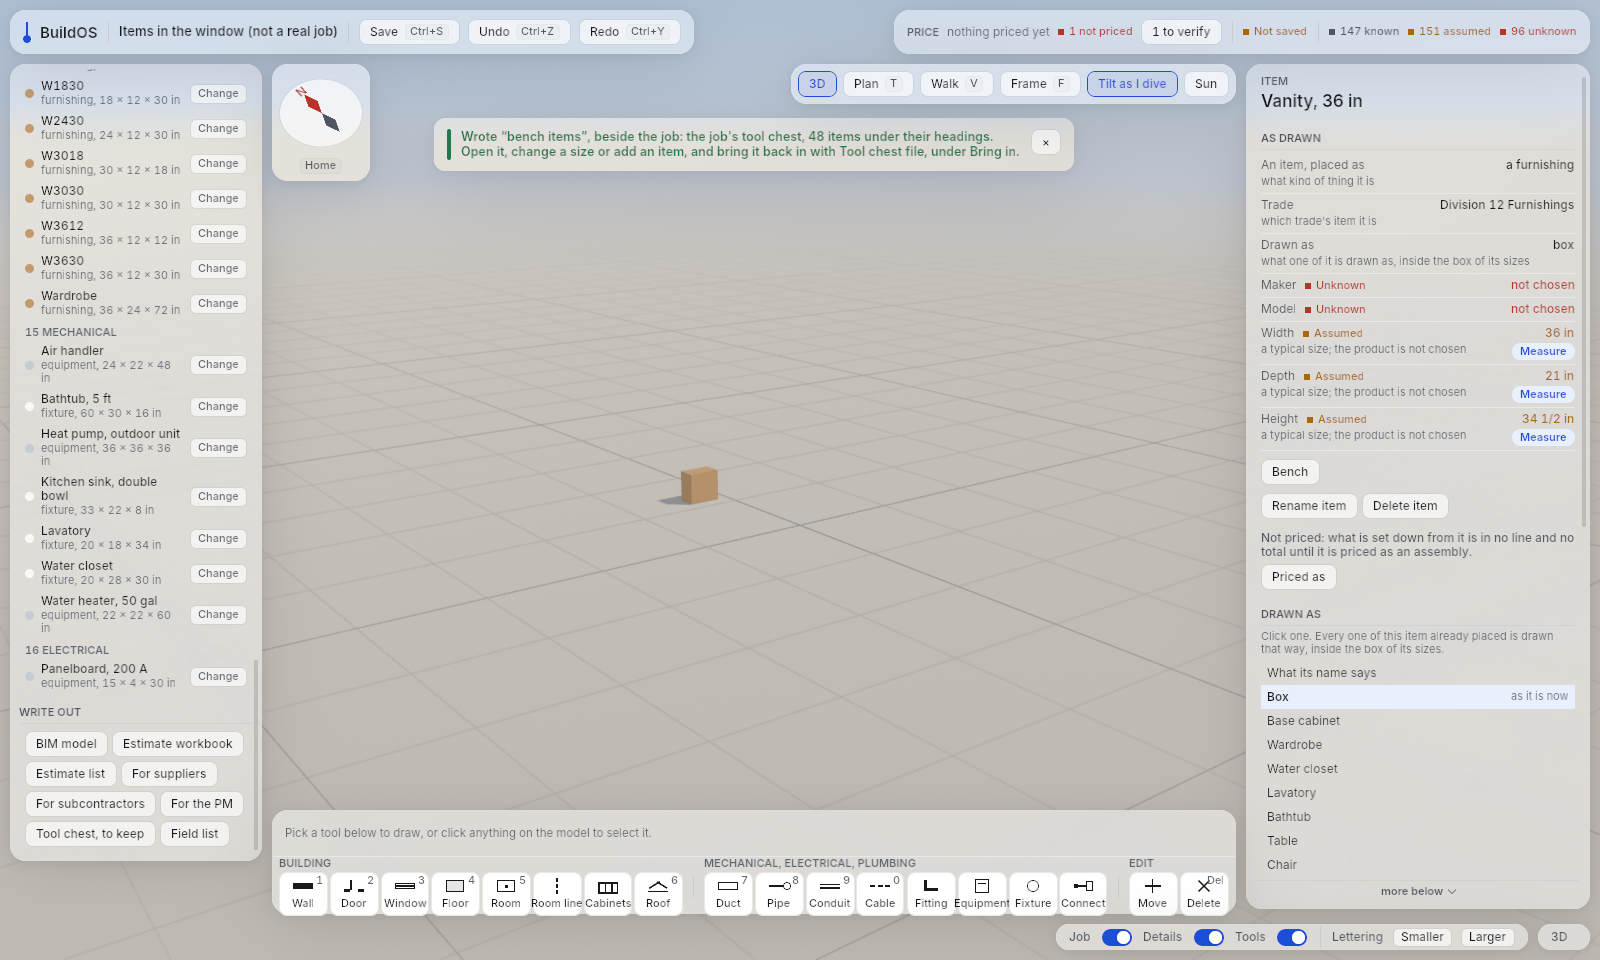 BuildOS
Items in the window (not a real job)
Save Ctrl+S
Undo Ctrl+Z
Redo Ctrl+Y
PRICE nothing priced yet 1 not priced 1 to verify Not saved 147 known 151 assumed 96 unknown
W1830
furnishing, 18 × 12 × 30 in
Change
W2430
furnishing, 24 × 12 × 30 in
Change
W3018
furnishing, 30 × 12 × 18 in
Change
W3030
furnishing, 30 × 12 × 30 in
Change
W3612
furnishing, 36 × 12 × 12 in
Change
W3630
furnishing, 36 × 12 × 30 in
Change
Wardrobe
furnishing, 36 × 24 × 72 in
Change
15 MECHANICAL
Air handler
equipment, 24 × 22 × 48
in
Change
Bathtub, 5 ft
fixture, 60 × 30 × 16 in
Change
Heat pump, outdoor unit
equipment, 36 × 36 × 36
in
Change
Kitchen sink, double
bowl
fixture, 33 × 22 × 8 in
Change
Lavatory
fixture, 20 × 18 × 34 in
Change
Water closet
fixture, 20 × 28 × 30 in
Change
Water heater, 50 gal
equipment, 22 × 22 × 60
in
Change
16 ELECTRICAL
Panelboard, 200 A
equipment, 15 × 4 × 30 in
Change
WRITE OUT
BIM model
Estimate workbook
Estimate list
For suppliers
For subcontractors
For the PM
Tool chest, to keep
Field list
N
Home
3D
Plan T
Walk V
Frame F
Tilt as I dive
Sun
Wrote "bench items", beside the job: the job's tool chest, 48 items under their headings.
Open it, change a size or add an item, and bring it back in with Tool chest file, under Bring in.
×
Pick a tool below to draw, or click anything on the model to select it.
BUILDING
1 Wall
2 Door
3 Window
4 Floor
5 Room
Room line
Cabinets
6 Roof
MECHANICAL, ELECTRICAL, PLUMBING
7 Duct
8 Pipe
9 Conduit
0 Cable
Fitting
Equipment
Fixture
Connect
EDIT
Move
Del Delete
ITEM
Vanity, 36 in
AS DRAWN
An item, placed as a furnishing
what kind of thing it is
Trade Division 12 Furnishings
which trade's item it is
Drawn as box
what one of it is drawn as, inside the box of its sizes
Maker Unknown not chosen
Model Unknown not chosen
Width Assumed 36 in
a typical size; the product is not chosen Measure
Depth Assumed 21 in
a typical size; the product is not chosen Measure
Height Assumed 34 1/2 in
a typical size; the product is not chosen Measure
Bench
Rename item
Delete item
Not priced: what is set down from it is in no line and no
total until it is priced as an assembly.
Priced as
DRAWN AS
Click one. Every one of this item already placed is drawn
that way, inside the box of its sizes.
What its name says
Box as it is now
Base cabinet
Wardrobe
Water closet
Lavatory
Bathtub
Table
Chair
more below
Job
Details
Tools
Lettering
Smaller
Larger
3D